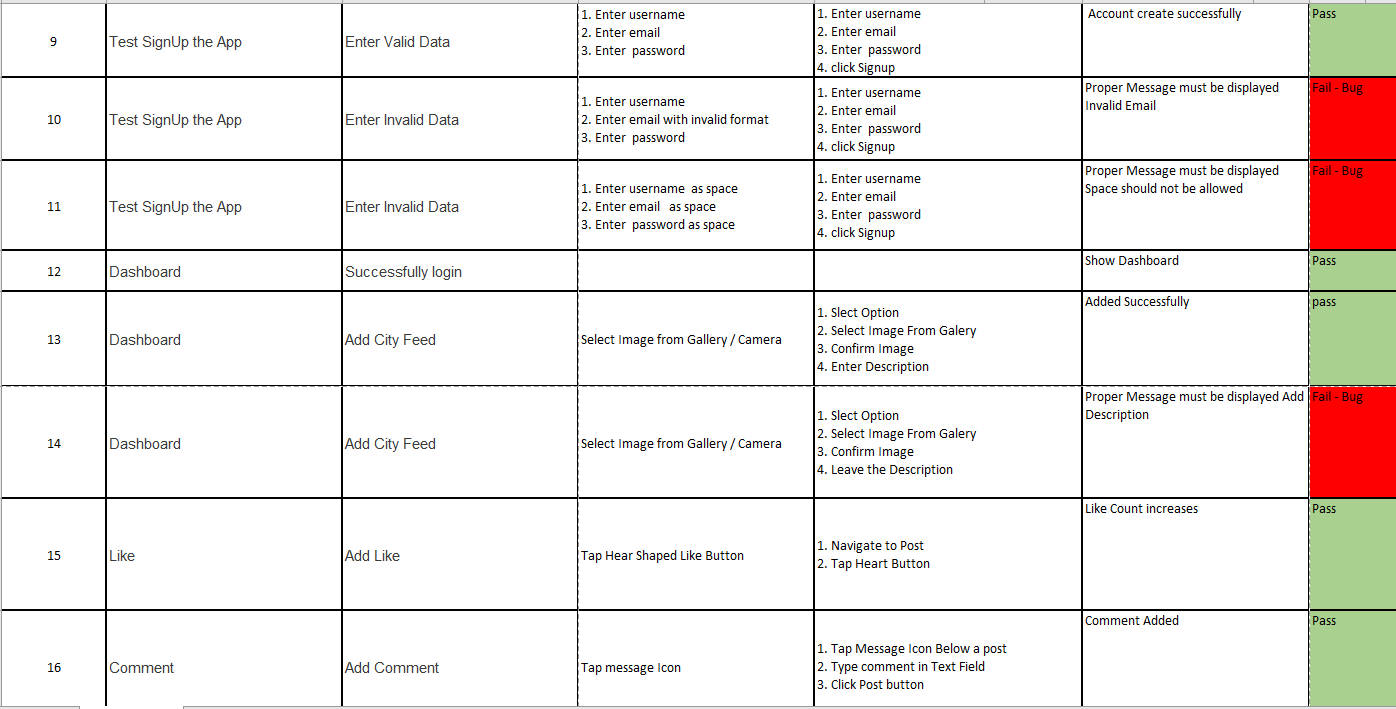 9
Test SignUp the App
Enter Valid Data
1. Enter username
2. Enter email
3. Enter  password
1. Enter username
2. Enter email
3. Enter  password
4. click Signup
Account create successfully
Pass
10
Test SignUp the App
Enter Invalid Data
1. Enter username
2. Enter email with invalid format
3. Enter  password
1. Enter username
2. Enter email
3. Enter  password
4. click Signup
Proper Message must be displayed
Invalid Email
Fail - Bug
11
Test SignUp the App
Enter Invalid Data
1. Enter username  as space
2. Enter email   as space
3. Enter  password as space
1. Enter username
2. Enter email
3. Enter  password
4. click Signup
Proper Message must be displayed
Space should not be allowed
Fail - Bug
12
Dashboard
Successfully login
Show Dashboard
Pass
13
Dashboard
Add City Feed
Select Image from Gallery / Camera
1. Slect Option
2. Select Image From Galery
3. Confirm Image
4. Enter Description
Added Successfully
pass
14
Dashboard
Add City Feed
Select Image from Gallery / Camera
1. Slect Option
2. Select Image From Galery
3. Confirm Image
4. Leave the Description
Proper Message must be displayed Add
Description
Fail - Bug
15
Like
Add Like
Tap Hear Shaped Like Button
1. Navigate to Post
2. Tap Heart Button
Like Count increases
Pass
16
Comment
Add Comment
Tap message Icon
1. Tap Message Icon Below a post
2. Type comment in Text Field
3. Click Post button
Comment Added
Pass